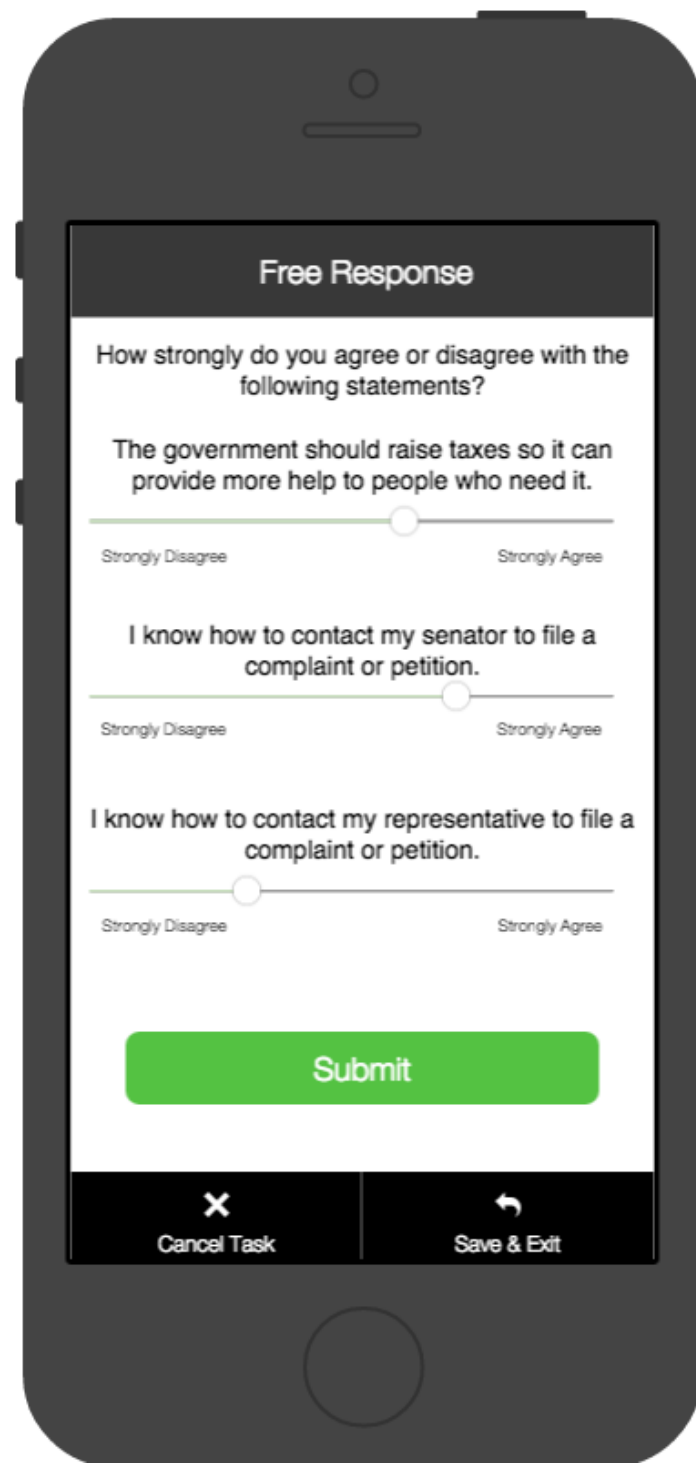 Free Response
How strongly do you agree or disagree with the
following statements?
The government should raise taxes so it can
provide more help to people who need it.
Strongly Disagree Strongly Agree
I know how to contact my senator to file a
complaint or petition.
Strongly Disagree Strongly Agree
I know how to contact my representative to file a
complaint or petition.
Strongly Disagree Strongly Agree
Submit
Cancel Task Save & Exit